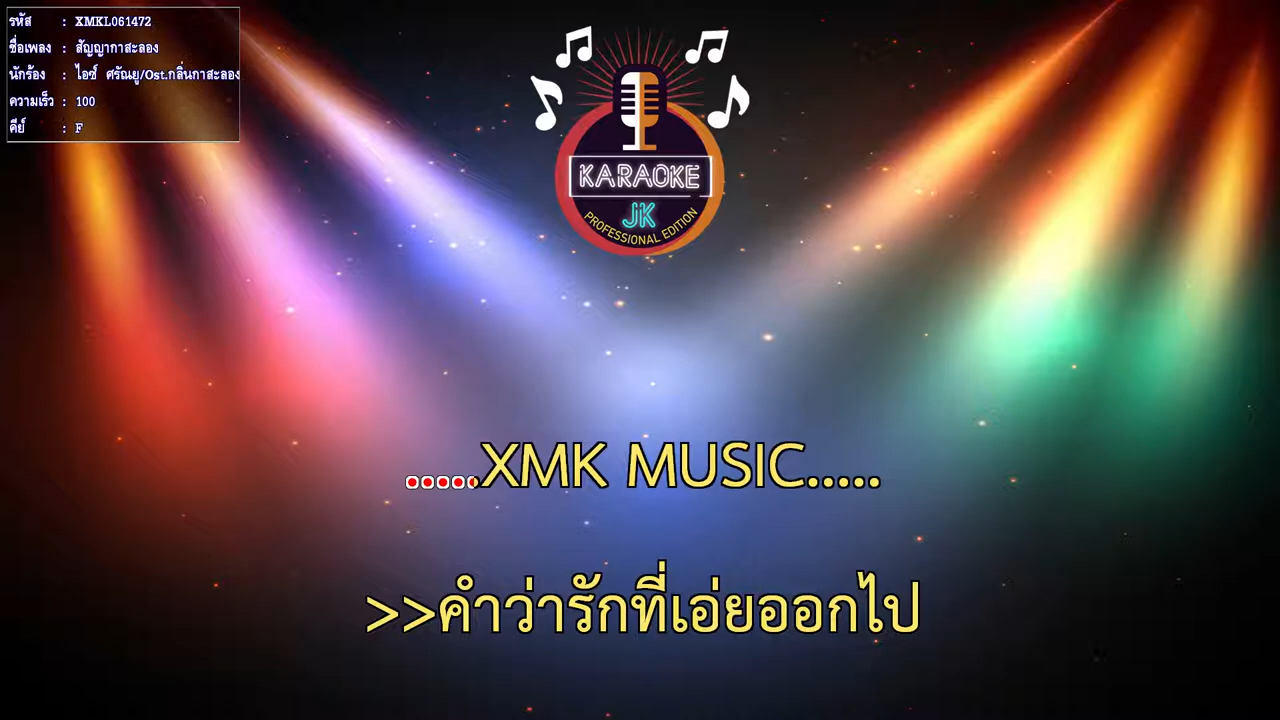 รหัส : XMKL061472
ชื่อเพลง : สัญญากาสะลอง
นักร้อง : ไอซ์ ศรัณยู/Ost.กลิ่นกาสะลอง
ความเร็ว : 100
คีย์ : F
KARAOKE
JK
PROFESSIONAL EDITION
.....XMK MUSIC.....
>>คำว่ารักที่เอ่ยออกไป